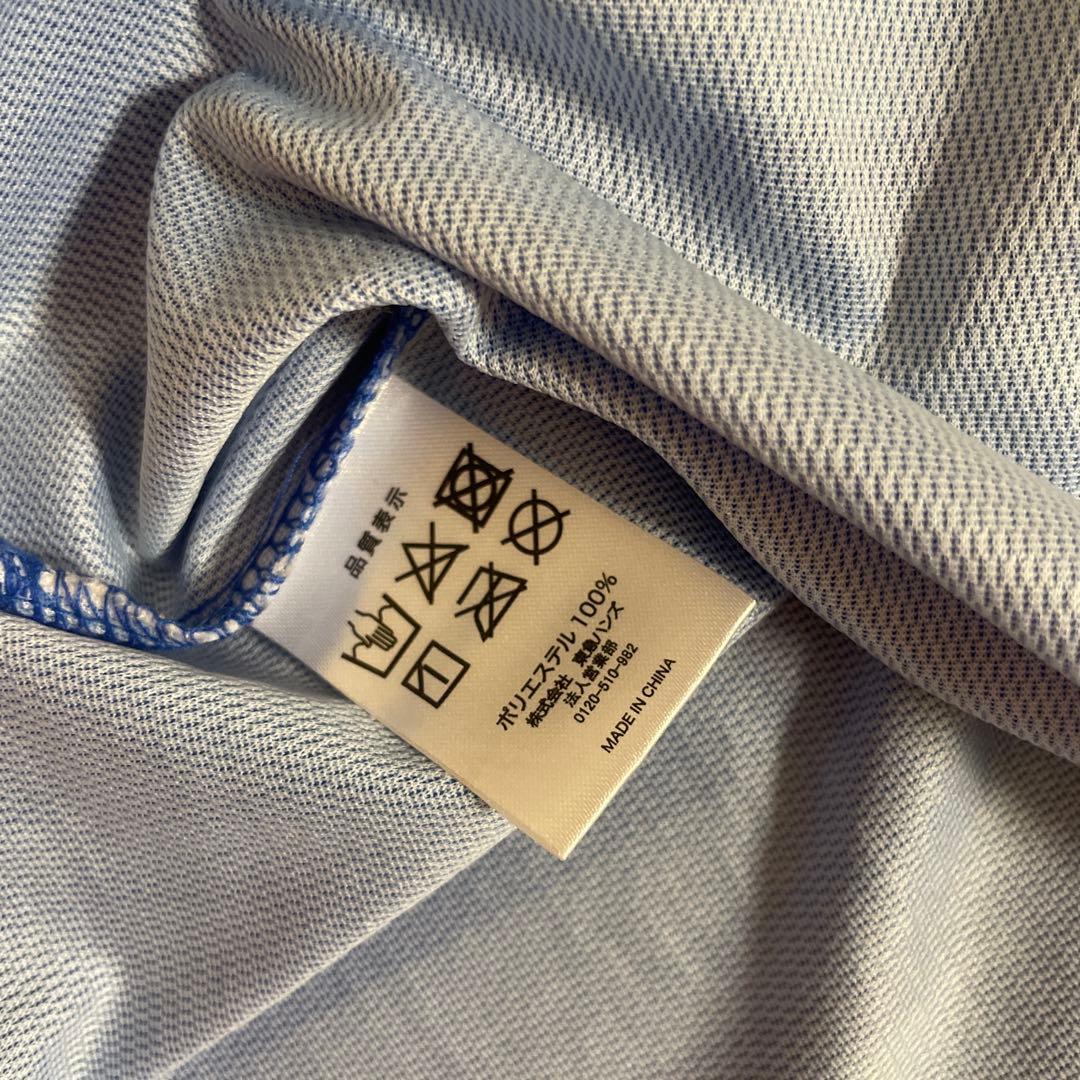 品質表示
ポリエステル 100%
株式会社 東急ハンズ
法人営業部
0120-510-982
MADE IN CHINA